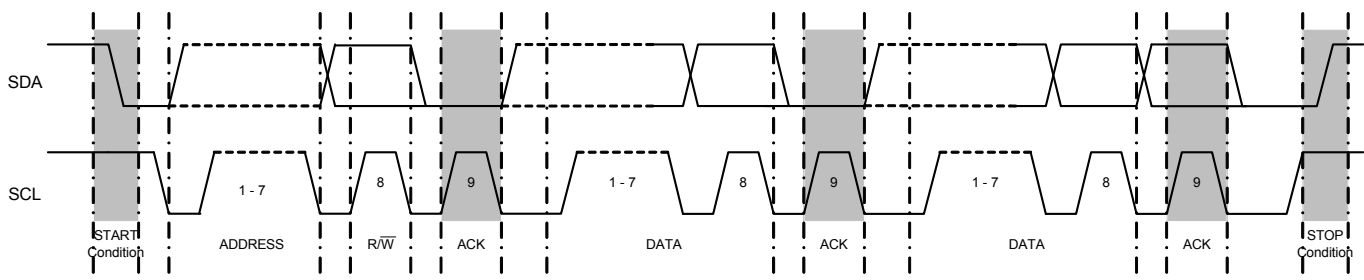 SDA
SCL
1 - 7
8
9
1 - 7
8
9
1 - 7
8
9
START
Condition
ADDRESS
R/W̅
ACK
DATA
ACK
DATA
ACK
STOP
Condition